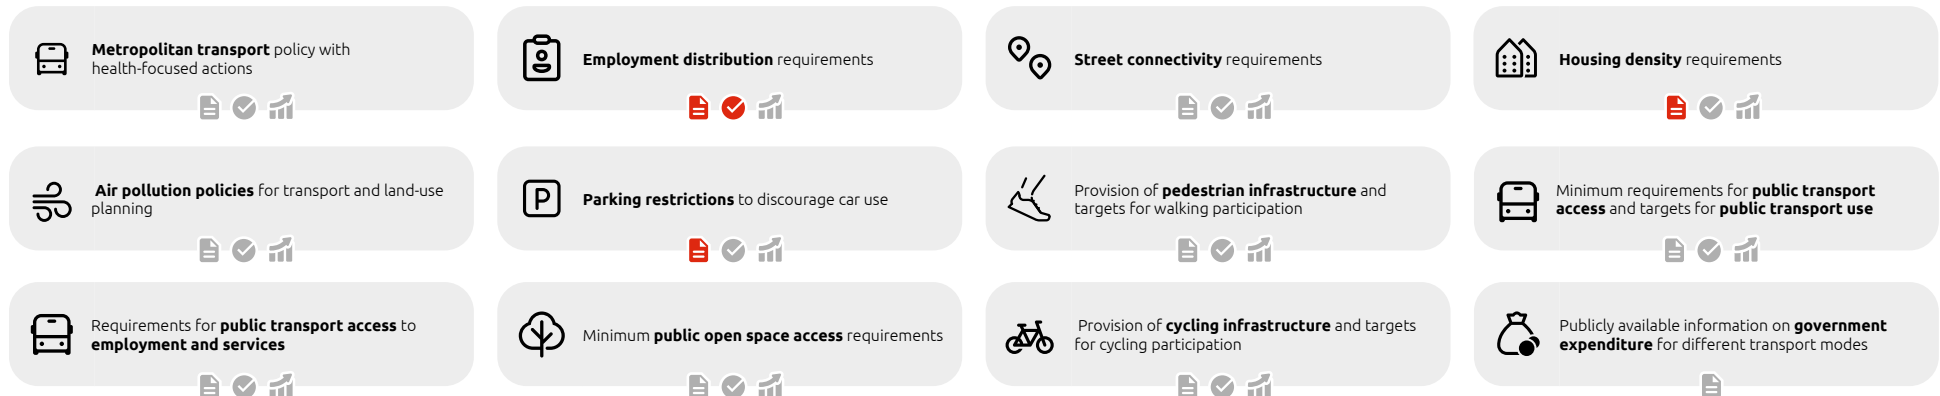 Metropolitan transport policy with
health-focused actions
Employment distribution requirements
Street connectivity requirements
Housing density requirements
Air pollution policies for transport and land-use
planning
Parking restrictions to discourage car use
Provision of pedestrian infrastructure and
targets for walking participation
Minimum requirements for public transport
access and targets for public transport use
Requirements for public transport access to
employment and services
Minimum public open space access requirements
Provision of cycling infrastructure and targets
for cycling participation
Publicly available information on government
expenditure for different transport modes